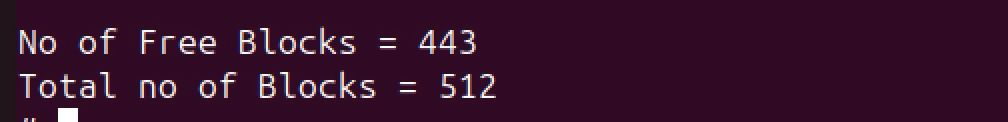 No of Free Blocks = 443
Total no of Blocks = 512